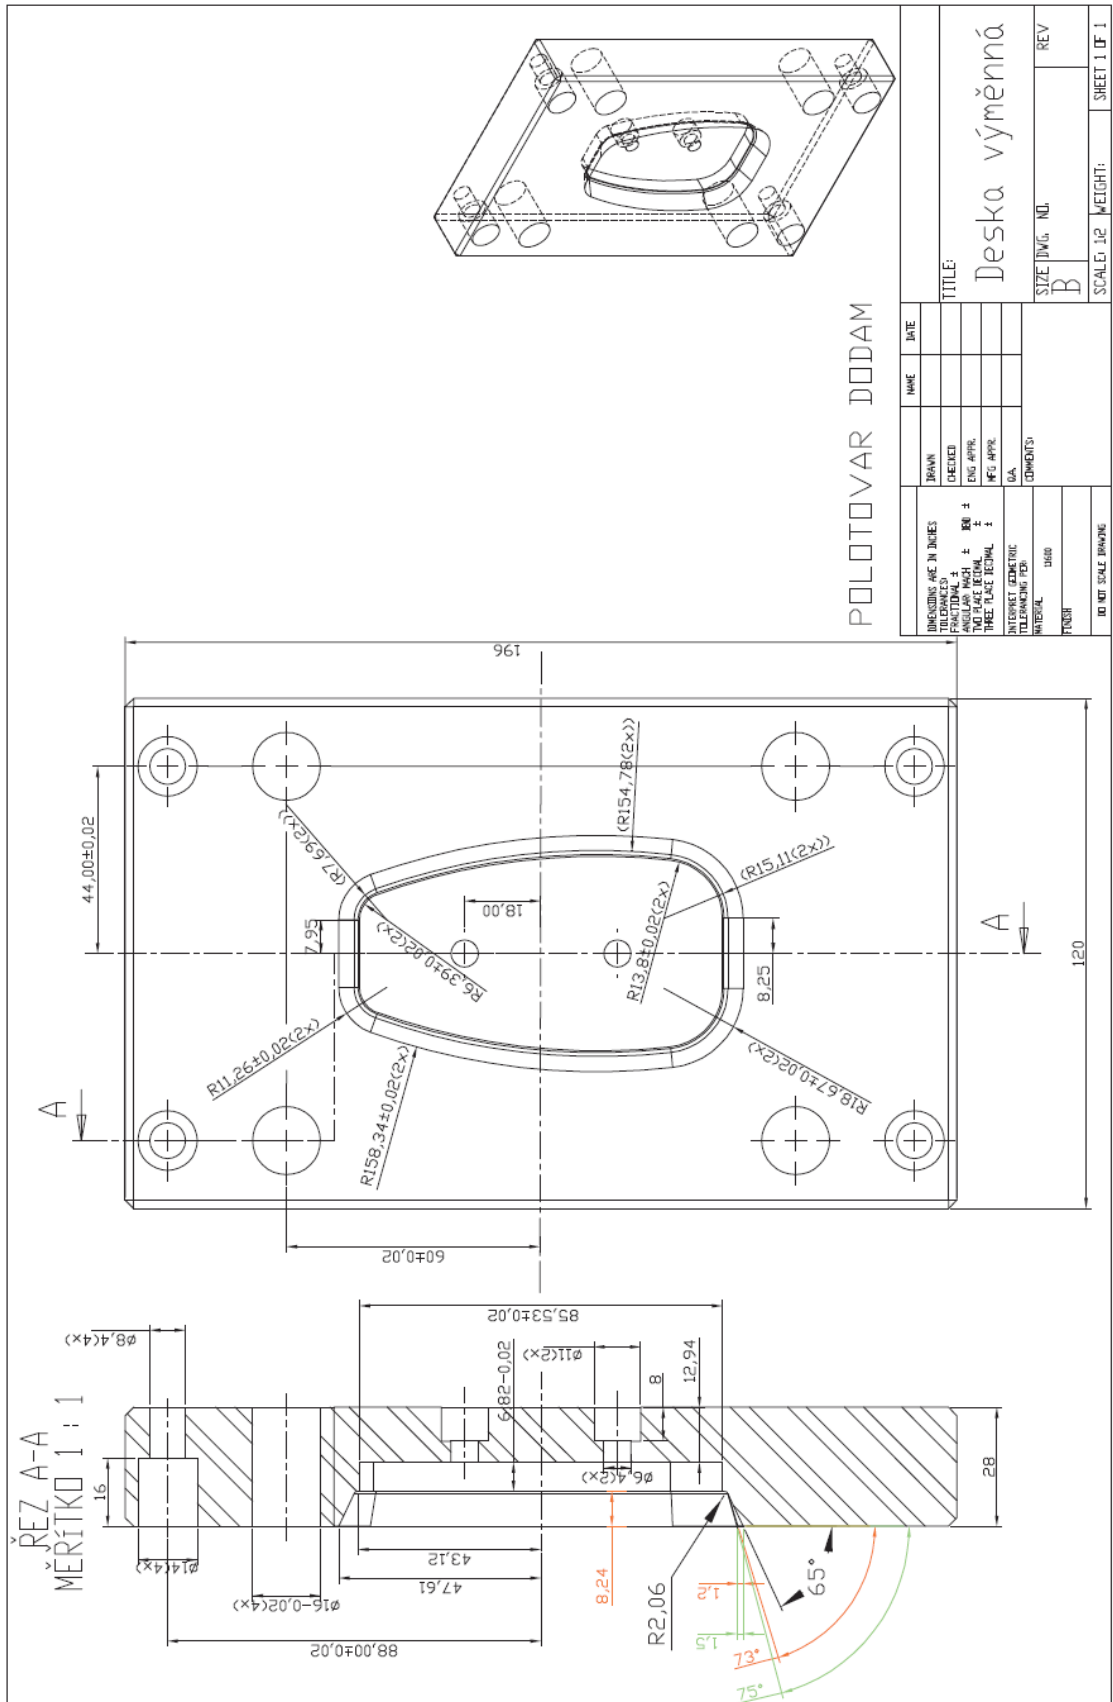 ŘEZ A-A
MĚŘÍTKO 1 : 1
16
Ø14(4x)
Ø16-0,02(4x)
88,00±0,02
Ø8,4(4x)
43,12
47,61
85,53±0,02
6,82-0,02
Ø11(2x)
8
12,94
Ø6,4(2x)
28
8,24
R2,06
1,2
1,5
65°
73°
75°
A
A
44,00±0,02
60±0,02
196
120
7,95
18,00
8,25
(R7,69(2x))
R6,39±0,02(2x)
R11,26±0,02(2x)
R158,34±0,02(2x)
(R154,78(2x))
(R15,11(2x))
R13,8±0,02(2x)
R18,67±0,02(2x)
POLOTOVAR DODAM
DIMENSIONS ARE IN INCHES
TOLERANCES:
FRACTIONAL ±
ANGULAR: MACH ± BEND ±
TWO PLACE DECIMAL ±
THREE PLACE DECIMAL ±
INTERPRET GEOMETRIC
TOLERANCING PER:
MATERIAL
FINISH
DO NOT SCALE DRAWING
NAME
DATE
DRAWN
CHECKED
ENG APPR.
MFG APPR.
Q.A.
COMMENTS:
TITLE:
Deska výměnná
SIZE
B
DWG. NO.
REV
SCALE: 1:2
WEIGHT:
SHEET 1 OF 1